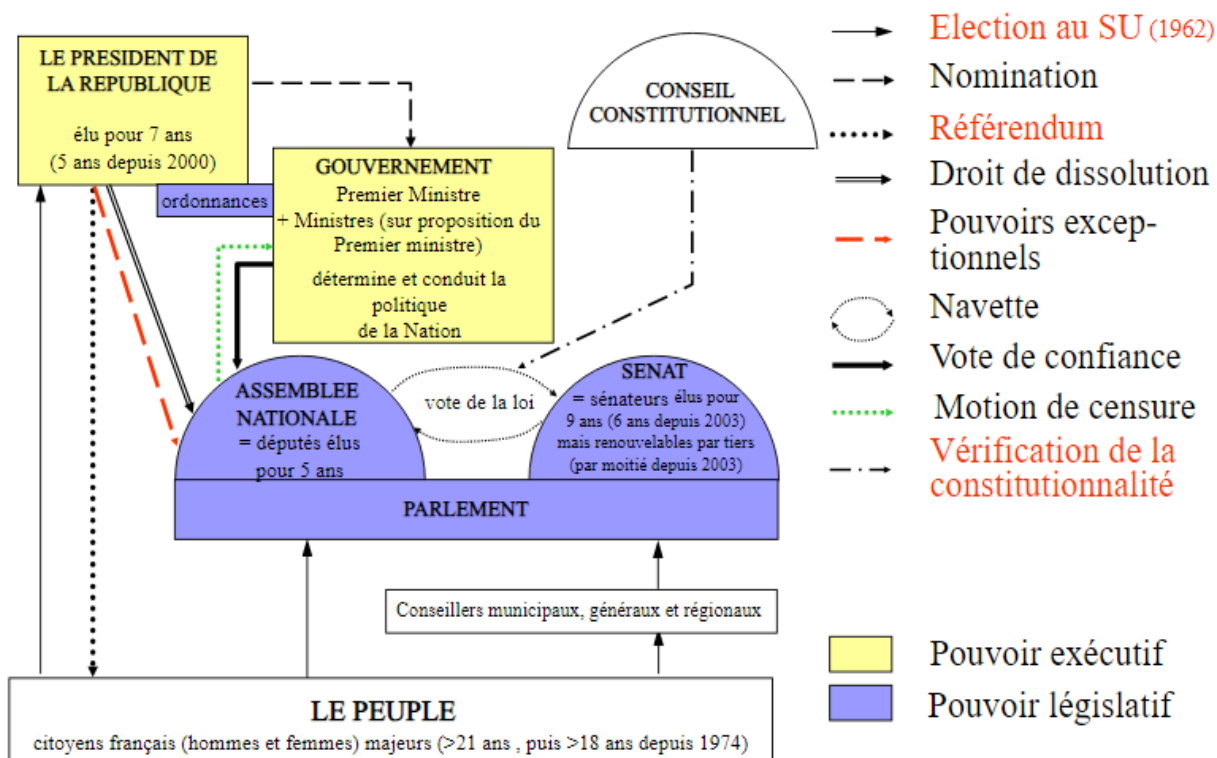 LE PRESIDENT DE
LA REPUBLIQUE
élu pour 7 ans
(5 ans depuis 2000)
ordonnances
GOUVERNEMENT
Premier Ministre
+ Ministres (sur proposition du
Premier ministre)
détermine et conduit la
politique
de la Nation
CONSEIL
CONSTITUTIONNEL
ASSEMBLEE
NATIONALE
= députés élus
pour 5 ans
vote de la loi
SENAT
= sénateurs élus pour
9 ans (6 ans depuis 2003)
mais renouvelables par tiers
(par moitié depuis 2003)
PARLEMENT
Conseillers municipaux, généraux et régionaux
LE PEUPLE
citoyens français (hommes et femmes) majeurs (>21 ans , puis >18 ans depuis 1974)
Election au SU (1962)
Nomination
Référendum
Droit de dissolution
Pouvoirs excep-
tionnels
Navette
Vote de confiance
Motion de censure
Vérification de la
constitutionnalité
Pouvoir exécutif
Pouvoir législatif